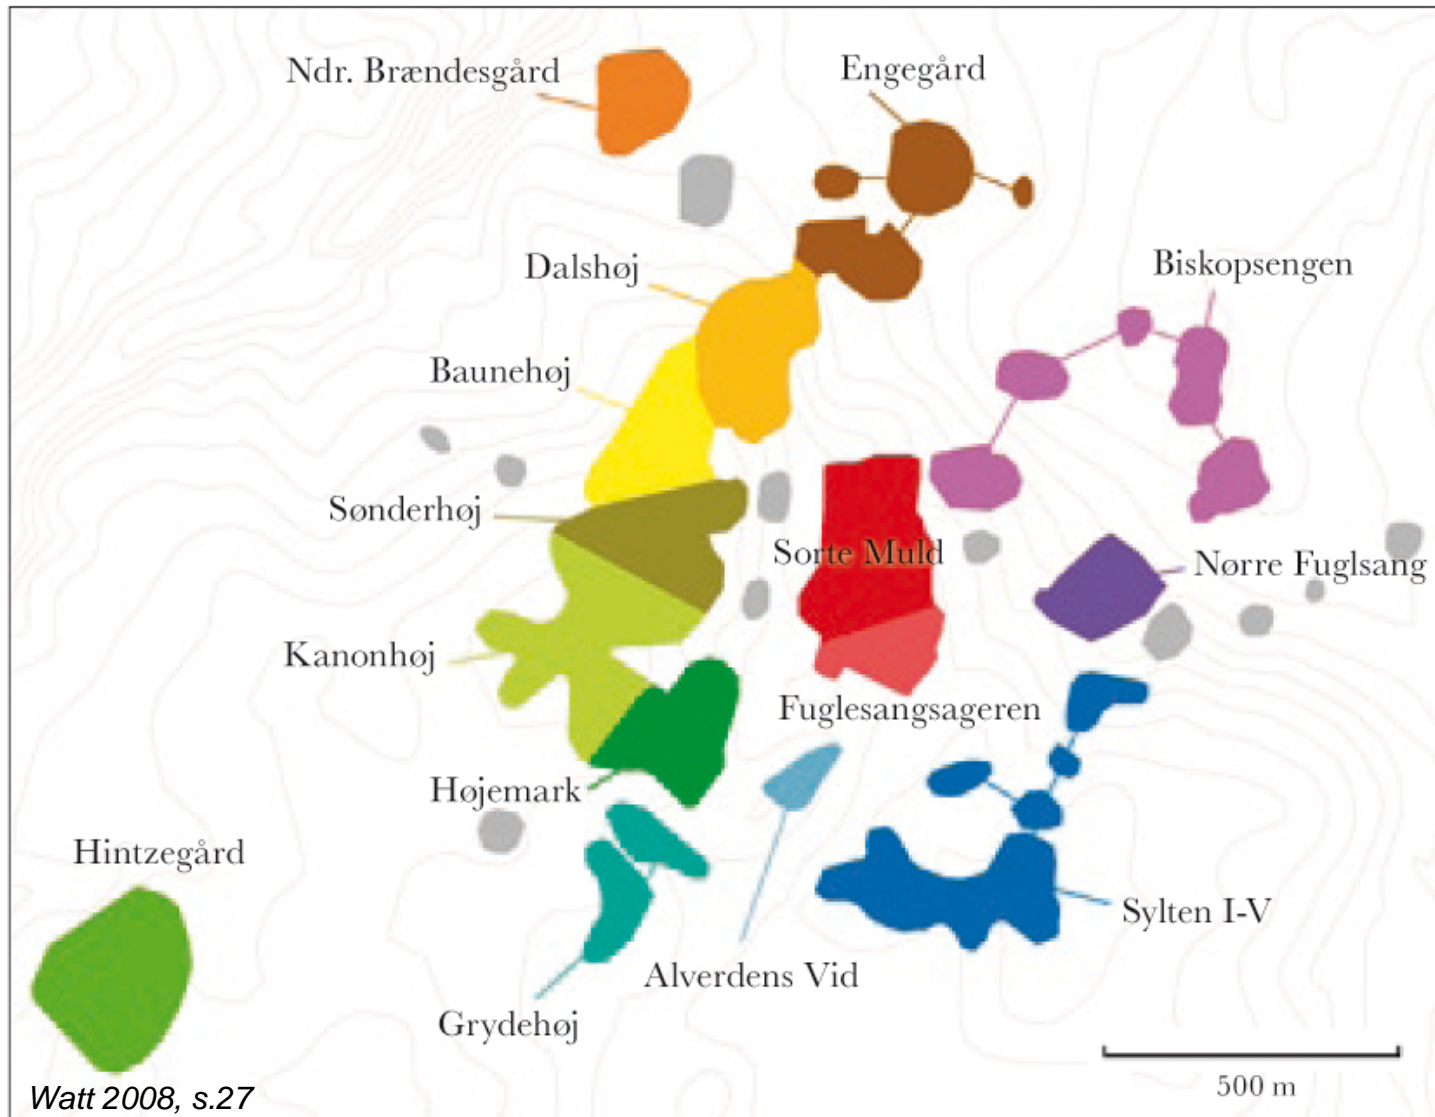 Ndr. Brændesgård
Engegård
Dalshøj
Biskopsengen
Baunehøj
Sønderhøj
Sorte Muld
Nørre Fuglsang
Kanonhøj
Fuglesangsageren
Højemark
Hintzegård
Sylten I-V
Alverdens Vid
Grydehøj
500 m
Watt 2008, s.27